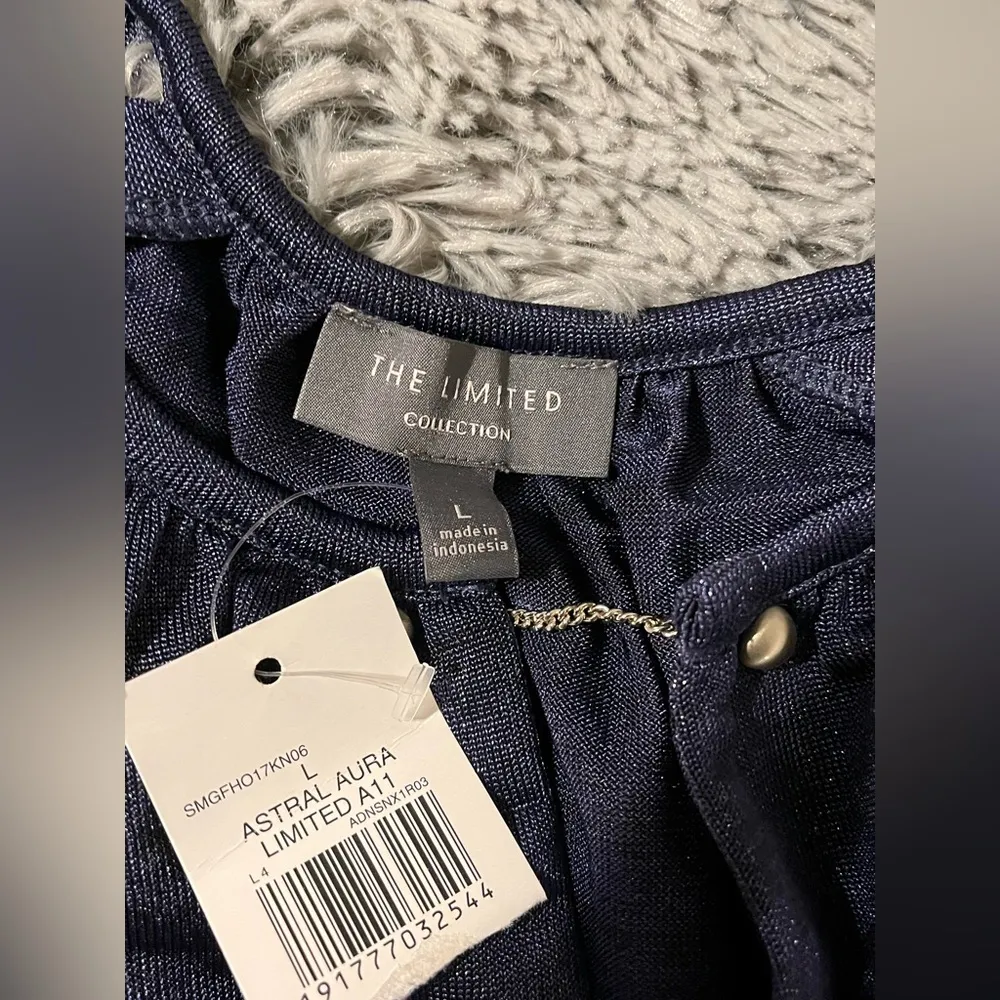 THE LIMITED
COLLECTION
L
made in
indonesia
SMGFHO17KN06
L
ASTRAL AURA
LIMITED A11
ADNSNX1R03
L4
191777032544